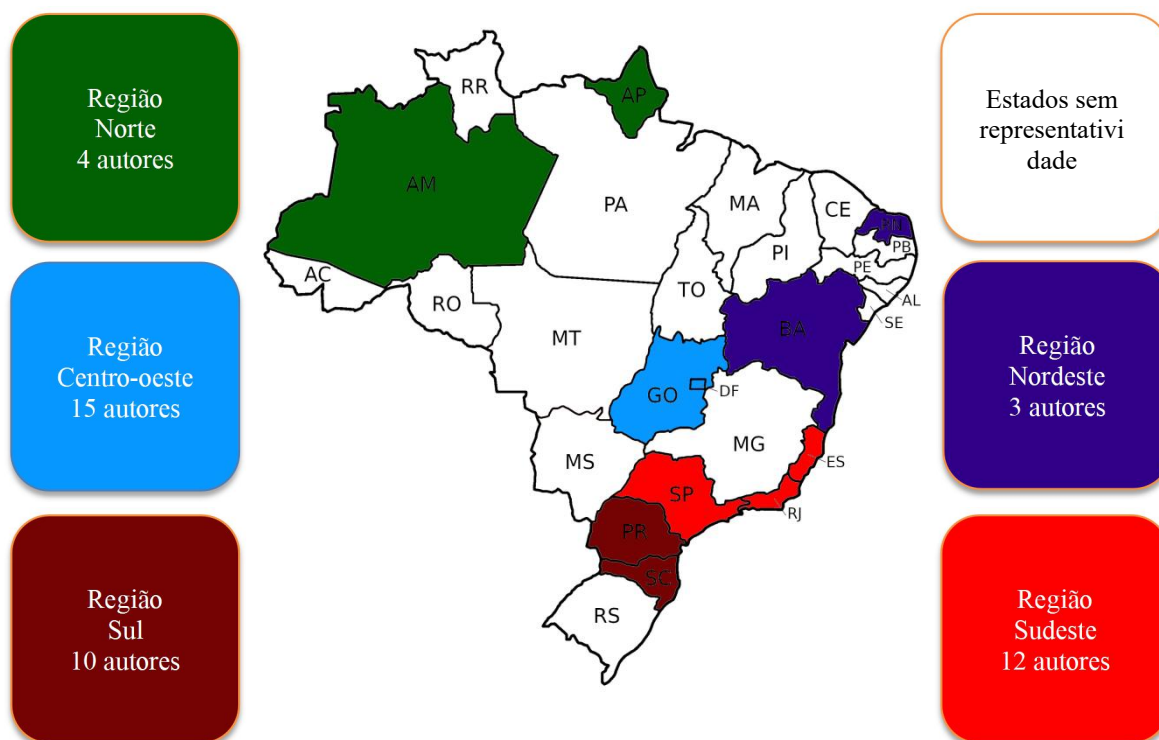 Região
Norte
4 autores
Região
Centro-oeste
15 autores
Região
Sul
10 autores
RR
AP
AM
PA
MA
CE
RN
PB
PI
PE
AC
TO
AL
RO
SE
BA
MT
GO
DF
MG
MS
ES
SP
RJ
PR
SC
RS
Estados sem
representativi
dade
Região
Nordeste
3 autores
Região
Sudeste
12 autores